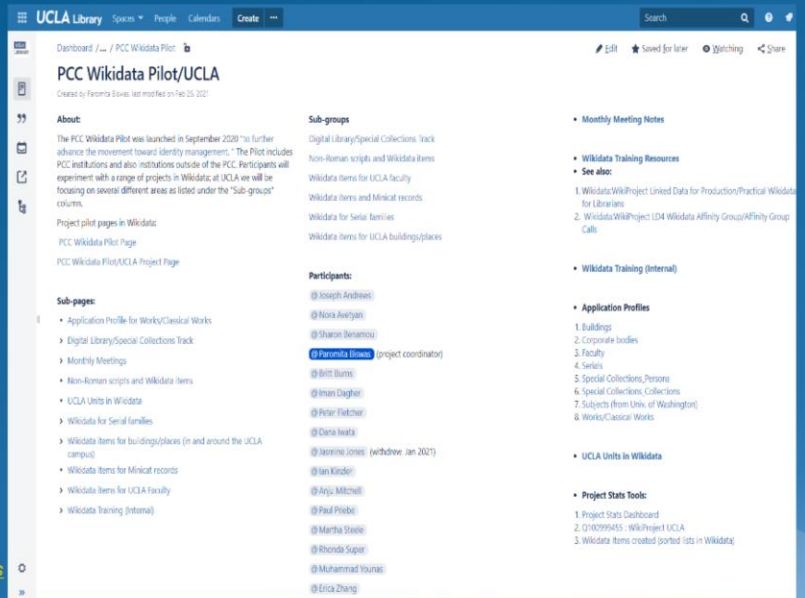 UCLA Library Spaces People Calendars Create ...
Search
Dashboard /... / PCC Wikidata Pilot
Edit Saved for later Watching Share
PCC Wikidata Pilot/UCLA
Created by Paromita Biswas, last modified on Feb 25, 2021
About:
The PCC Wikidata Pilot was launched in September 2020 "to further
advance the movement toward identity management." The Pilot includes
PCC institutions and also institutions outside of the PCC. Participants will
experiment with a range of projects in Wikidata; at UCLA we will be
focusing on several different areas as listed under the "Sub-groups"
column.
Project pilot pages in Wikidata:
PCC Wikidata Pilot Page
PCC Wikidata Pilot/UCLA Project Page
Sub-pages:
• Application Profile for Works/Classical Works
› Digital Library/Special Collections Track
› Monthly Meetings
• Non-Roman scripts and Wikidata items
• UCLA Units in Wikidata
› Wikidata for Serial families
› Wikidata items for buildings/places (in and around the UCLA
campus)
• Wikidata Items for Minicat records
› Wikidata Items for UCLA Faculty
› Wikidata Training (Internal)
Sub-groups
Digital Library/Special Collections Track
Non-Roman scripts and Wikidata items
Wikidata Items for UCLA faculty
Wikidata items and Minicat records
Wikidata for Serial families
Wikidata items for UCLA buildings/places
Participants:
@Joseph Andrews
@Nora Avetyan
@Sharon Benamou
@Paromita Biswas (project coordinator)
@Britt Burns
@Iman Dagher
@Peter Fletcher
@Dana Iwata
@Jasmine Jones (withdrew Jan 2021)
@Ian Kinzler
@Anju Mitchell
@Paul Priebe
@Martha Steele
@Rhonda Super
@Muhammad Younas
@Erica Zhang
• Monthly Meeting Notes
• Wikidata Training Resources
• See also:
1. Wikidata:WikiProject Linked Data for Production/Practical Wikidata
for Librarians
2. Wikidata:WikiProject LD4 Wikidata Affinity Group/Affinity Group
Calls
• Wikidata Training (Internal)
• Application Profiles
1. Buildings
2. Corporate bodies
3. Faculty
4. Serials
5. Special Collections_Persons
6. Special Collections_Collections
7. Subjects (from Univ. of Washington)
8. Works/Classical Works
• UCLA Units in Wikidata
• Project Stats Tools:
1. Project Stats Dashboard
2. Q100999455 : WikiProject UCLA
3. Wikidata Items created (sorted lists in Wikidata)